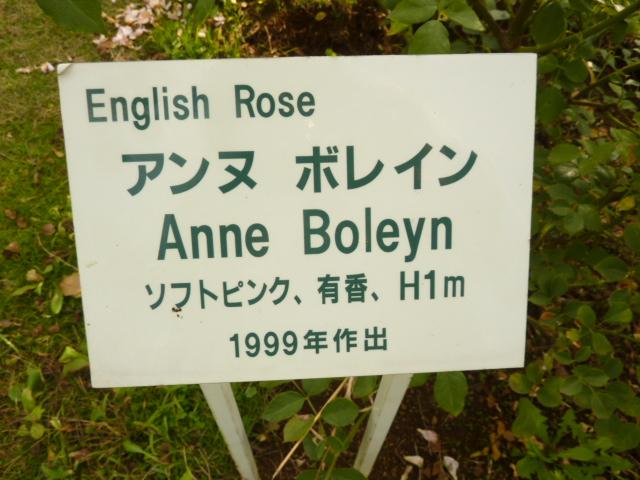 English Rose
アンヌ ボレイン
Anne Boleyn
ソフトピンク、有香、H1m
1999年作出